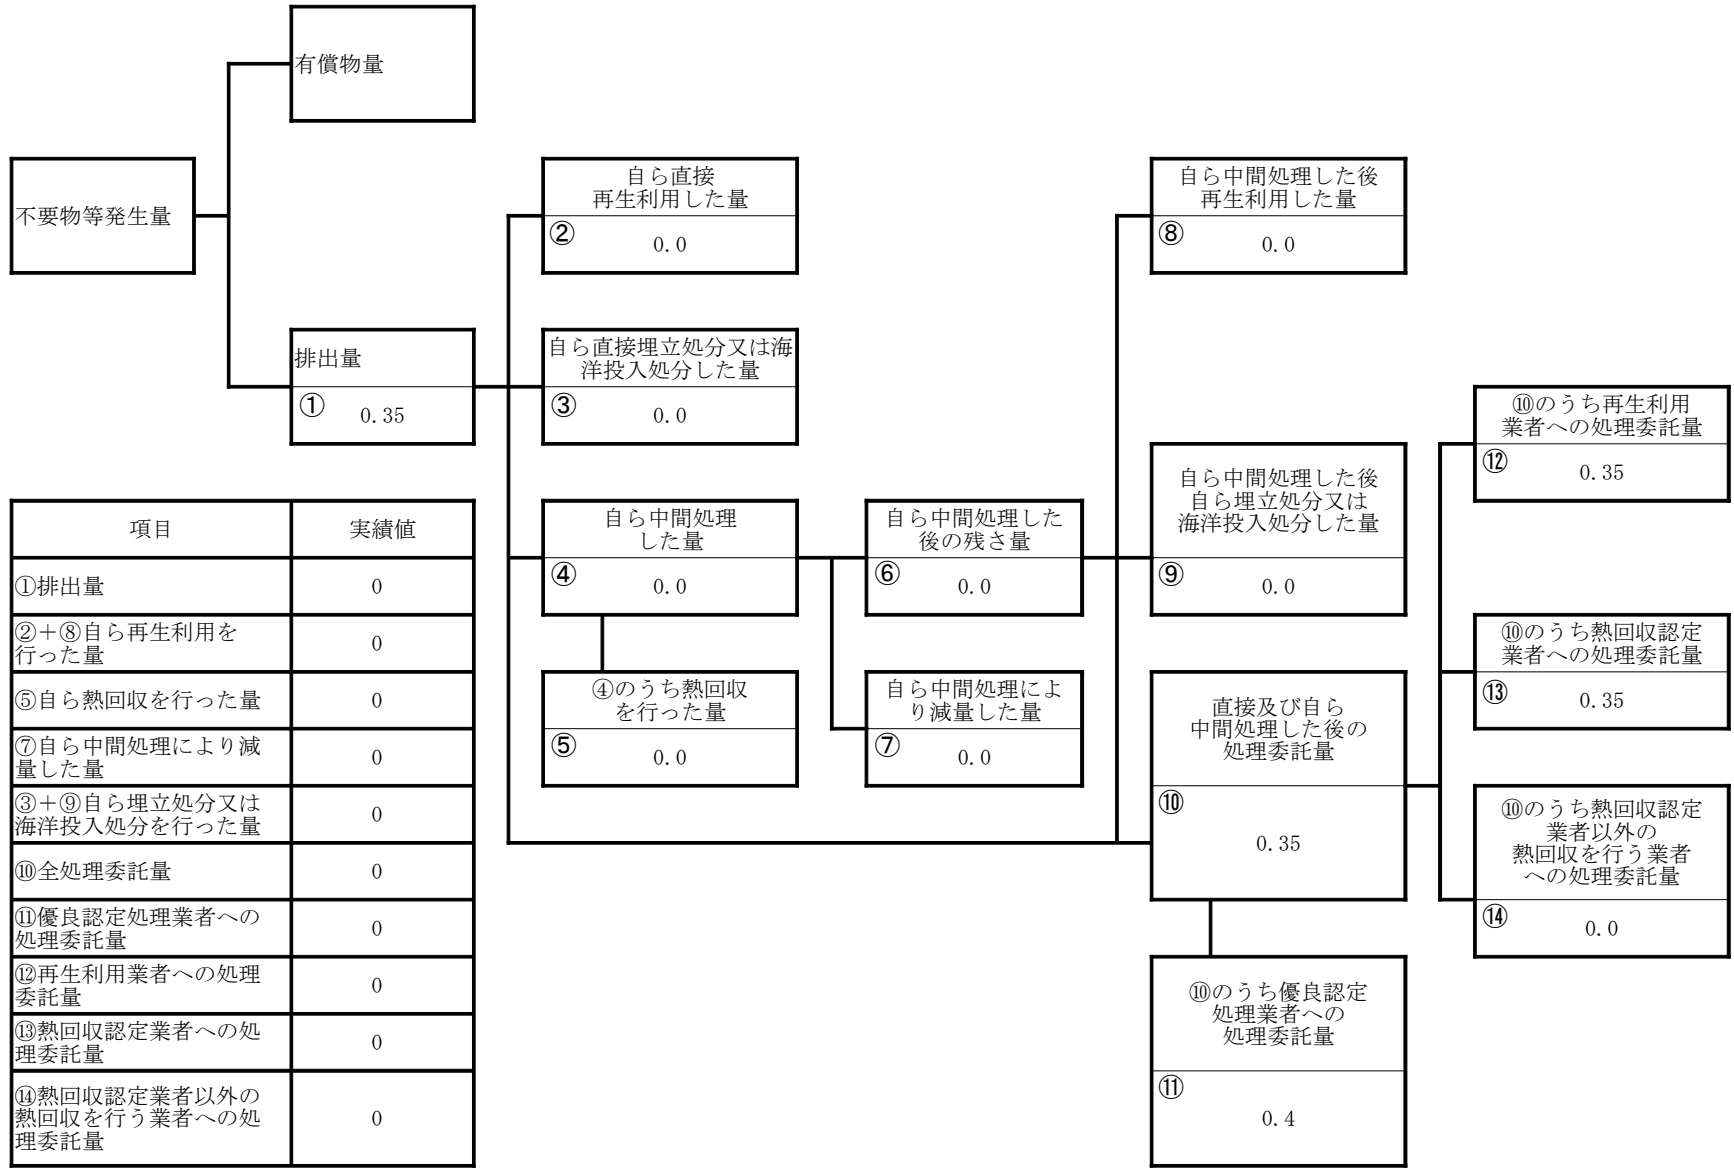 有償物量
不要物等発生量
自ら直接
再生利用した量
②
0.0
自ら中間処理した後
再生利用した量
⑧
0.0
排出量
①
0.35
自ら直接埋立処分又は海
洋投入処分した量
③
0.0
⑩のうち再生利用
業者への処理委託量
⑫
0.35
自ら中間処理
した量
④
0.0
自ら中間処理した
後の残さ量
⑥
0.0
自ら中間処理した後
自ら埋立処分又は
海洋投入処分した量
⑨
0.0
⑩のうち熱回収認定
業者への処理委託量
⑬
0.35
④のうち熱回収
を行った量
⑤
0.0
自ら中間処理によ
り減量した量
⑦
0.0
直接及び自ら
中間処理した後の
処理委託量
⑩
0.35
⑩のうち熱回収認定
業者以外の
熱回収を行う業者
への処理委託量
⑭
0.0
⑩のうち優良認定
処理業者への
処理委託量
⑪
0.4
項目 実績値
①排出量 0
②+⑧自ら再生利用を
行った量 0
⑤自ら熱回収を行った量 0
⑦自ら中間処理により減
量した量 0
③+⑨自ら埋立処分又は
海洋投入処分を行った量 0
⑩全処理委託量 0
⑪優良認定処理業者への
処理委託量 0
⑫再生利用業者への処理
委託量 0
⑬熱回収認定業者への処
理委託量 0
⑭熱回収認定業者以外の
熱回収を行う業者への処
理委託量 0